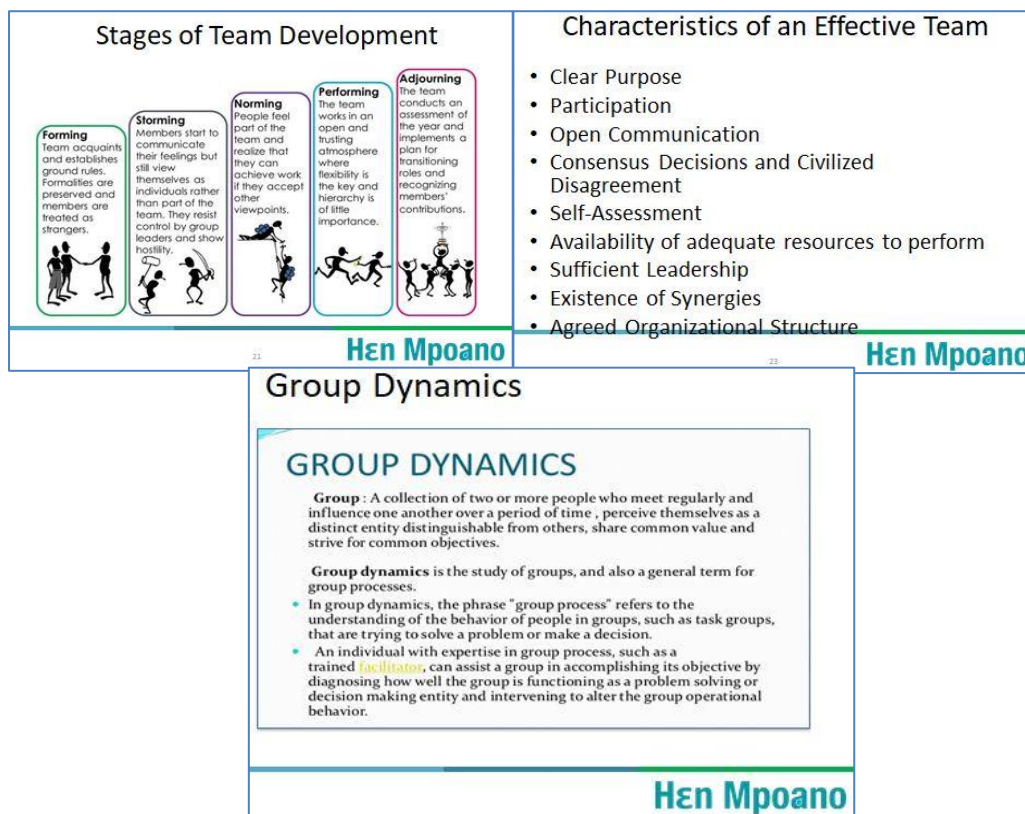 Stages of Team Development
Forming
Team acquaints
and establishes
ground rules.
Formalities are
preserved and
members are
treated as
strangers.
Storming
Members start to
communicate
their feelings but
still view
themselves as
individuals rather
than part of the
team. They resist
control by group
leaders and show
hostility.
Norming
People feel
part of the
team and
realize that
they can
achieve work
if they accept
other
viewpoints.
Performing
The team
works in an
open and
trusting
atmosphere
where
flexibility is
the key and
hierarchy is
of little
importance.
Adjourning
The team
conducts an
assessment of
the year and
implements a
plan for
transitioning
roles and
recognizing
members'
contributions.
21
Hɛn Mpoano
Characteristics of an Effective Team
• Clear Purpose
• Participation
• Open Communication
• Consensus Decisions and Civilized
Disagreement
• Self-Assessment
• Availability of adequate resources to perform
• Sufficient Leadership
• Existence of Synergies
• Agreed Organizational Structure
23
Hɛn Mpoano
Group Dynamics
GROUP DYNAMICS
Group : A collection of two or more people who meet regularly and
influence one another over a period of time , perceive themselves as a
distinct entity distinguishable from others, share common value and
strive for common objectives.
Group dynamics is the study of groups, and also a general term for
group processes.
• In group dynamics, the phrase "group process" refers to the
understanding of the behavior of people in groups, such as task groups,
that are trying to solve a problem or make a decision.
• An individual with expertise in group process, such as a
trained facilitator, can assist a group in accomplishing its objective by
diagnosing how well the group is functioning as a problem solving or
decision making entity and intervening to alter the group operational
behavior.
Hɛn Mpoano